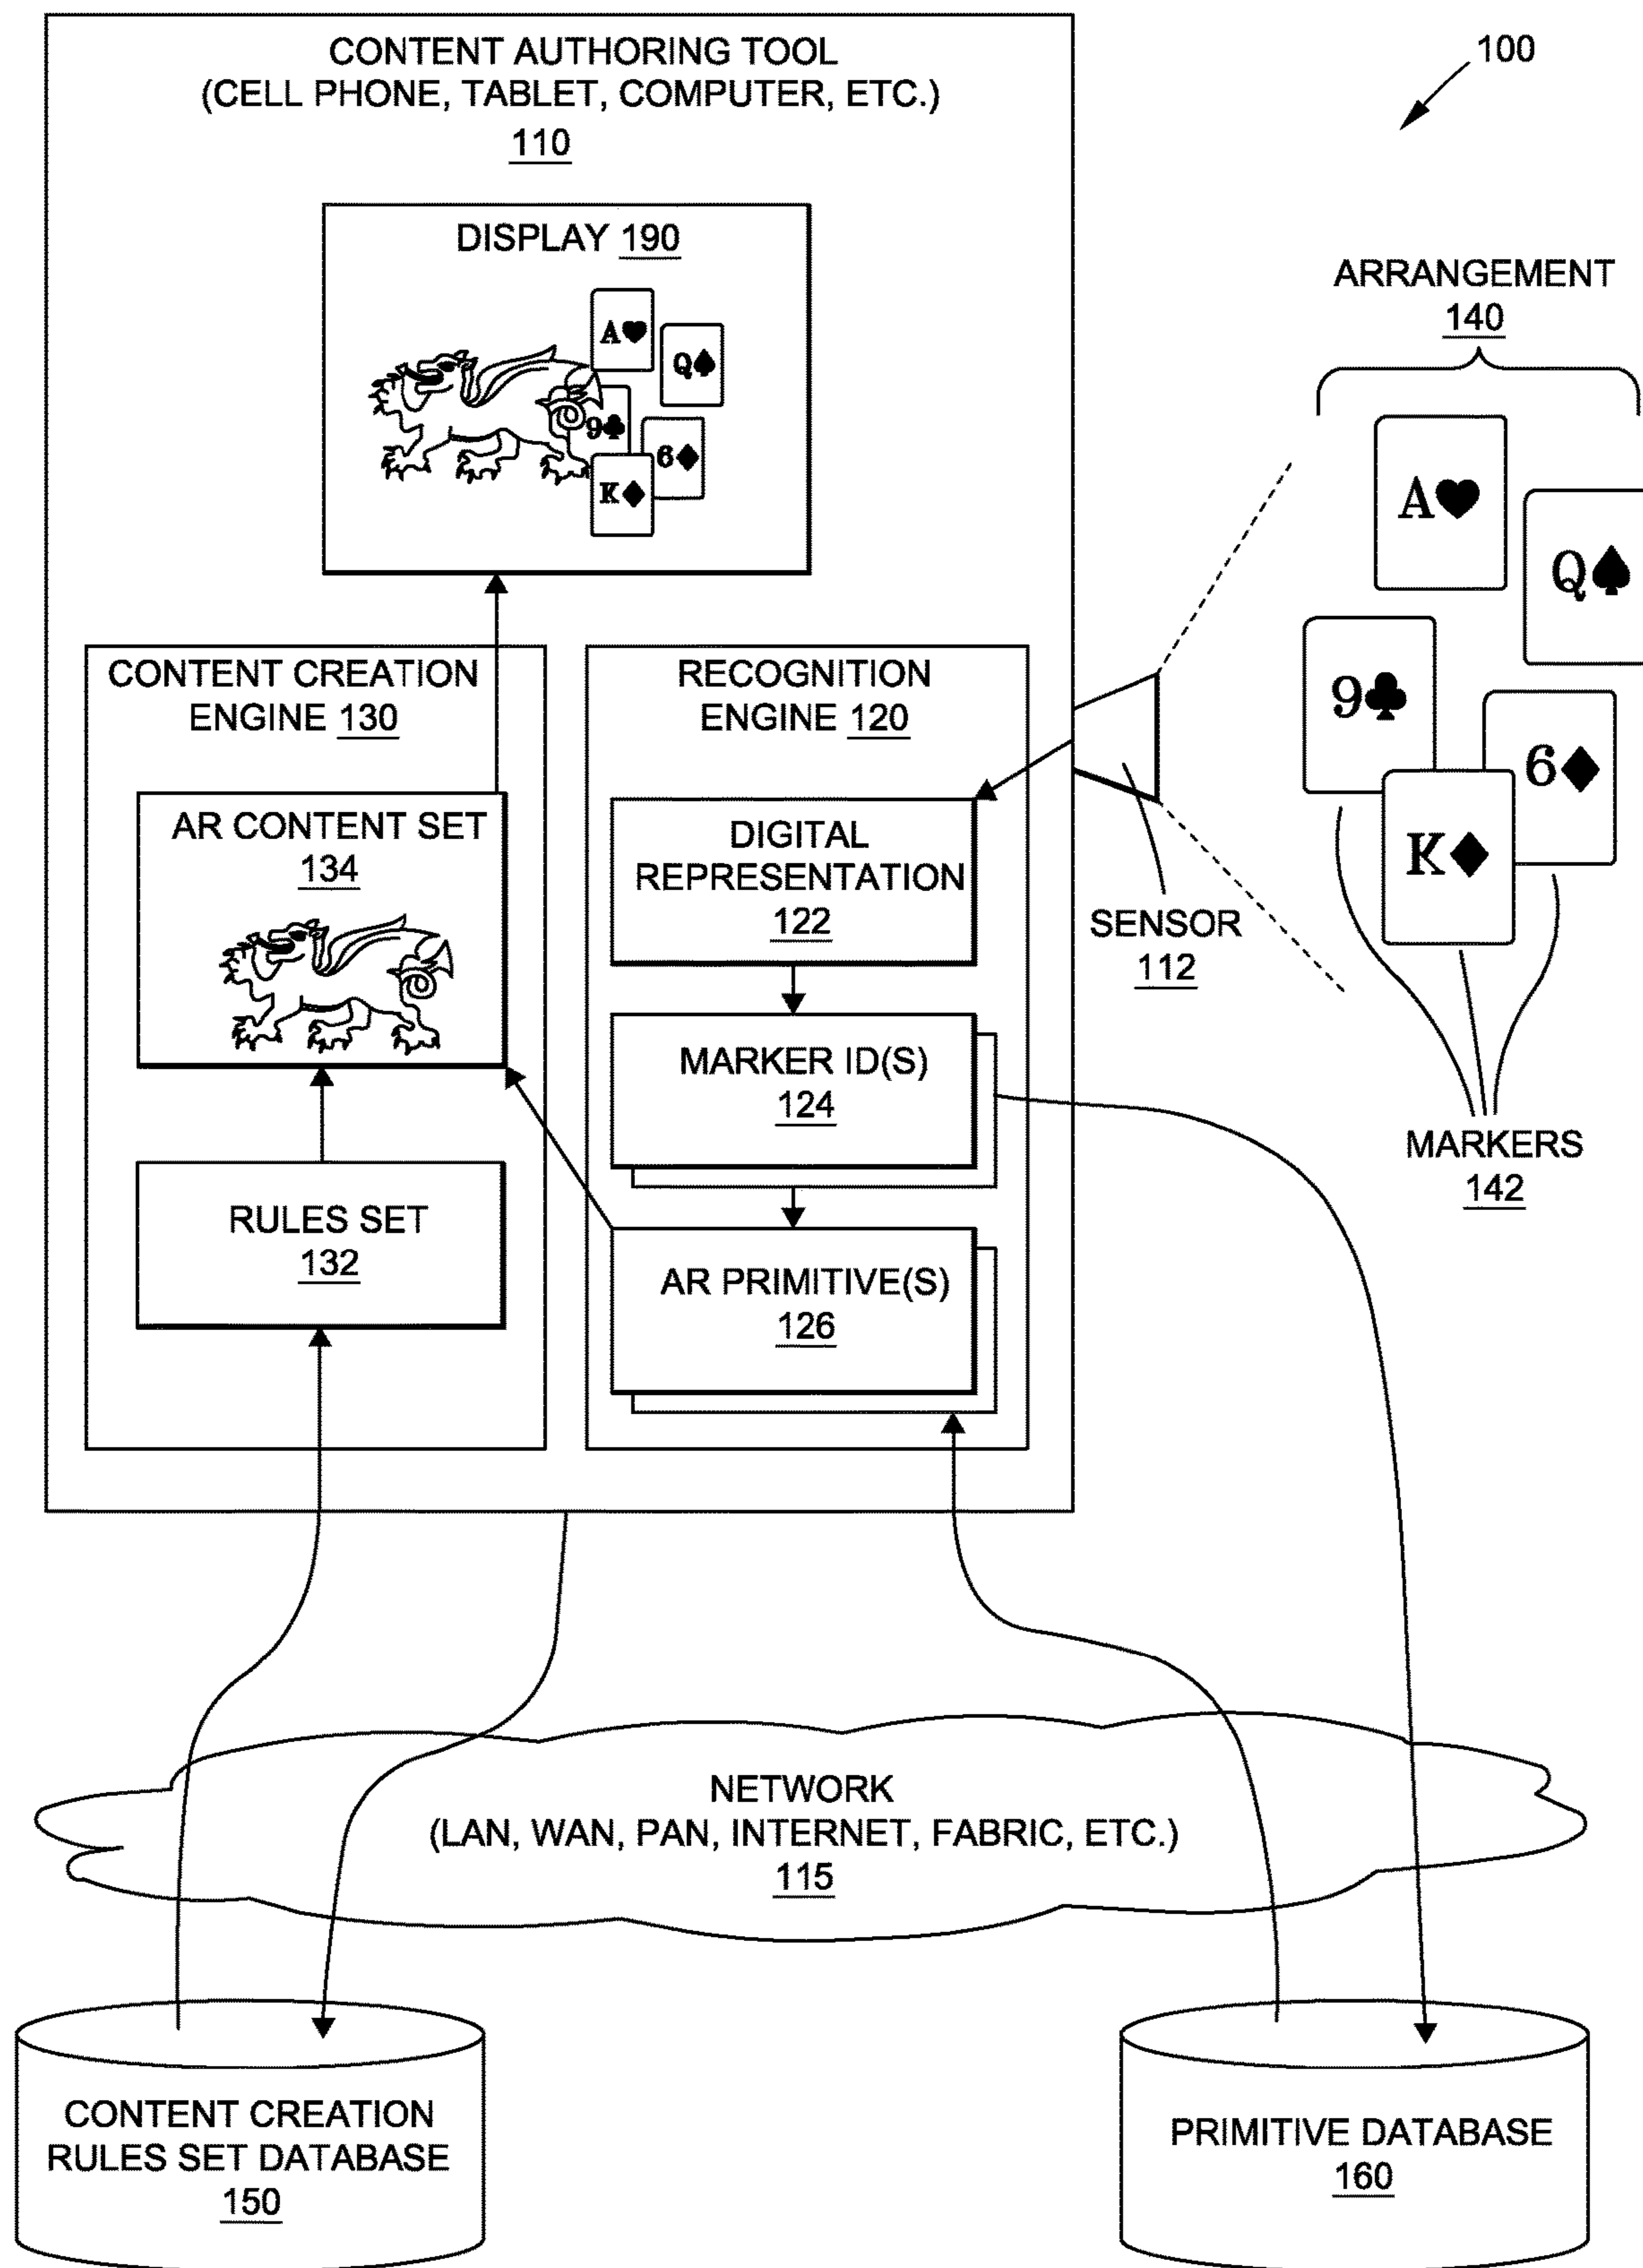 CONTENT AUTHORING TOOL
(CELL PHONE, TABLET, COMPUTER, ETC.)
110
100
DISPLAY 190
A♥
Q♠
9♣
6♦
K♦
ARRANGEMENT
140
A♥
Q♠
9♣
6♦
K♦
CONTENT CREATION
ENGINE 130
RECOGNITION
ENGINE 120
AR CONTENT SET
134
DIGITAL
REPRESENTATION
122
SENSOR
112
MARKER ID(S)
124
MARKERS
142
RULES SET
132
AR PRIMITIVE(S)
126
NETWORK
(LAN, WAN, PAN, INTERNET, FABRIC, ETC.)
115
CONTENT CREATION
RULES SET DATABASE
150
PRIMITIVE DATABASE
160